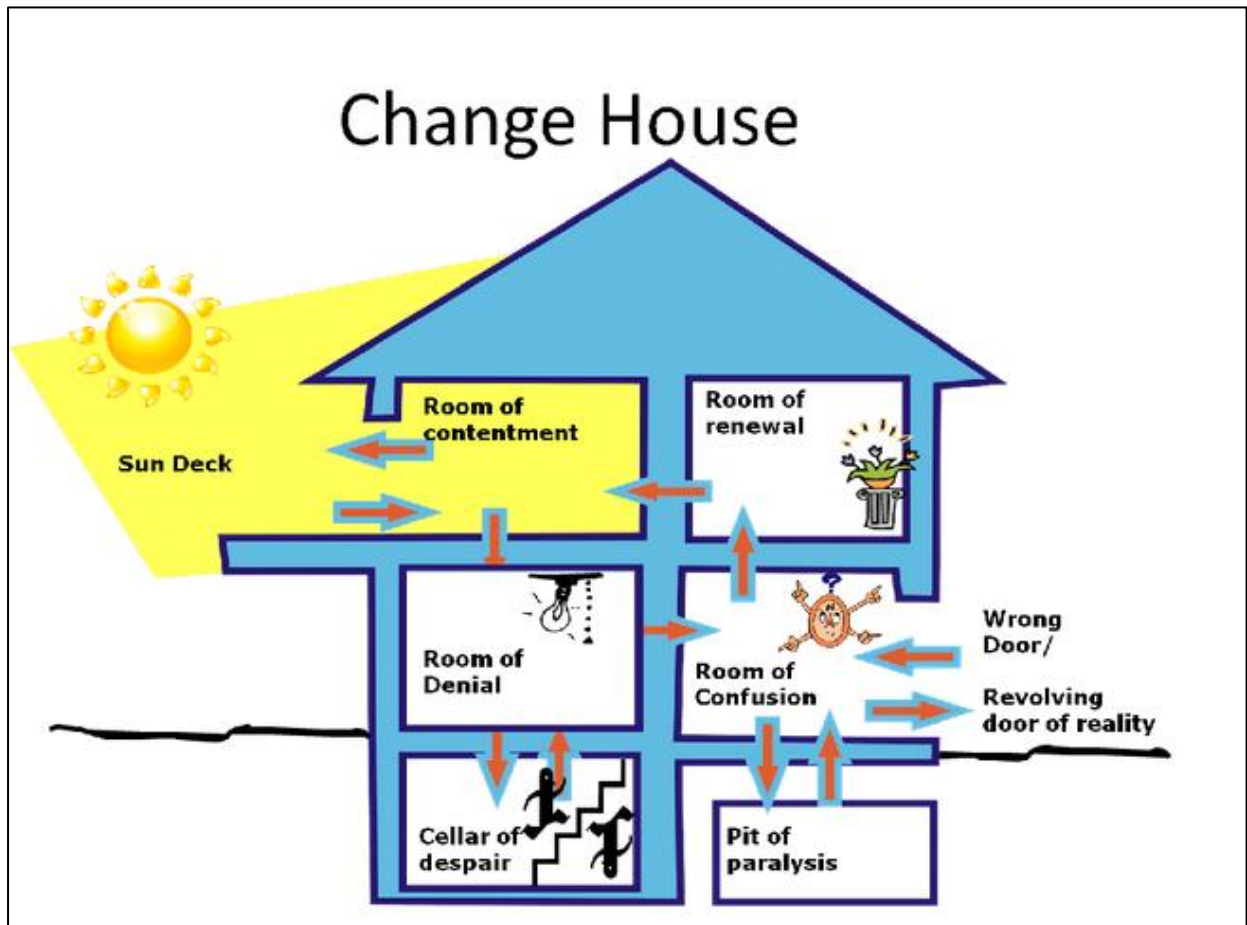 Change House
Room of
contentment
Room of
renewal
Sun Deck
Room of
Denial
Room of
Confusion
Wrong
Door/
Revolving
door of reality
Cellar of
despair
Pit of
paralysis
?